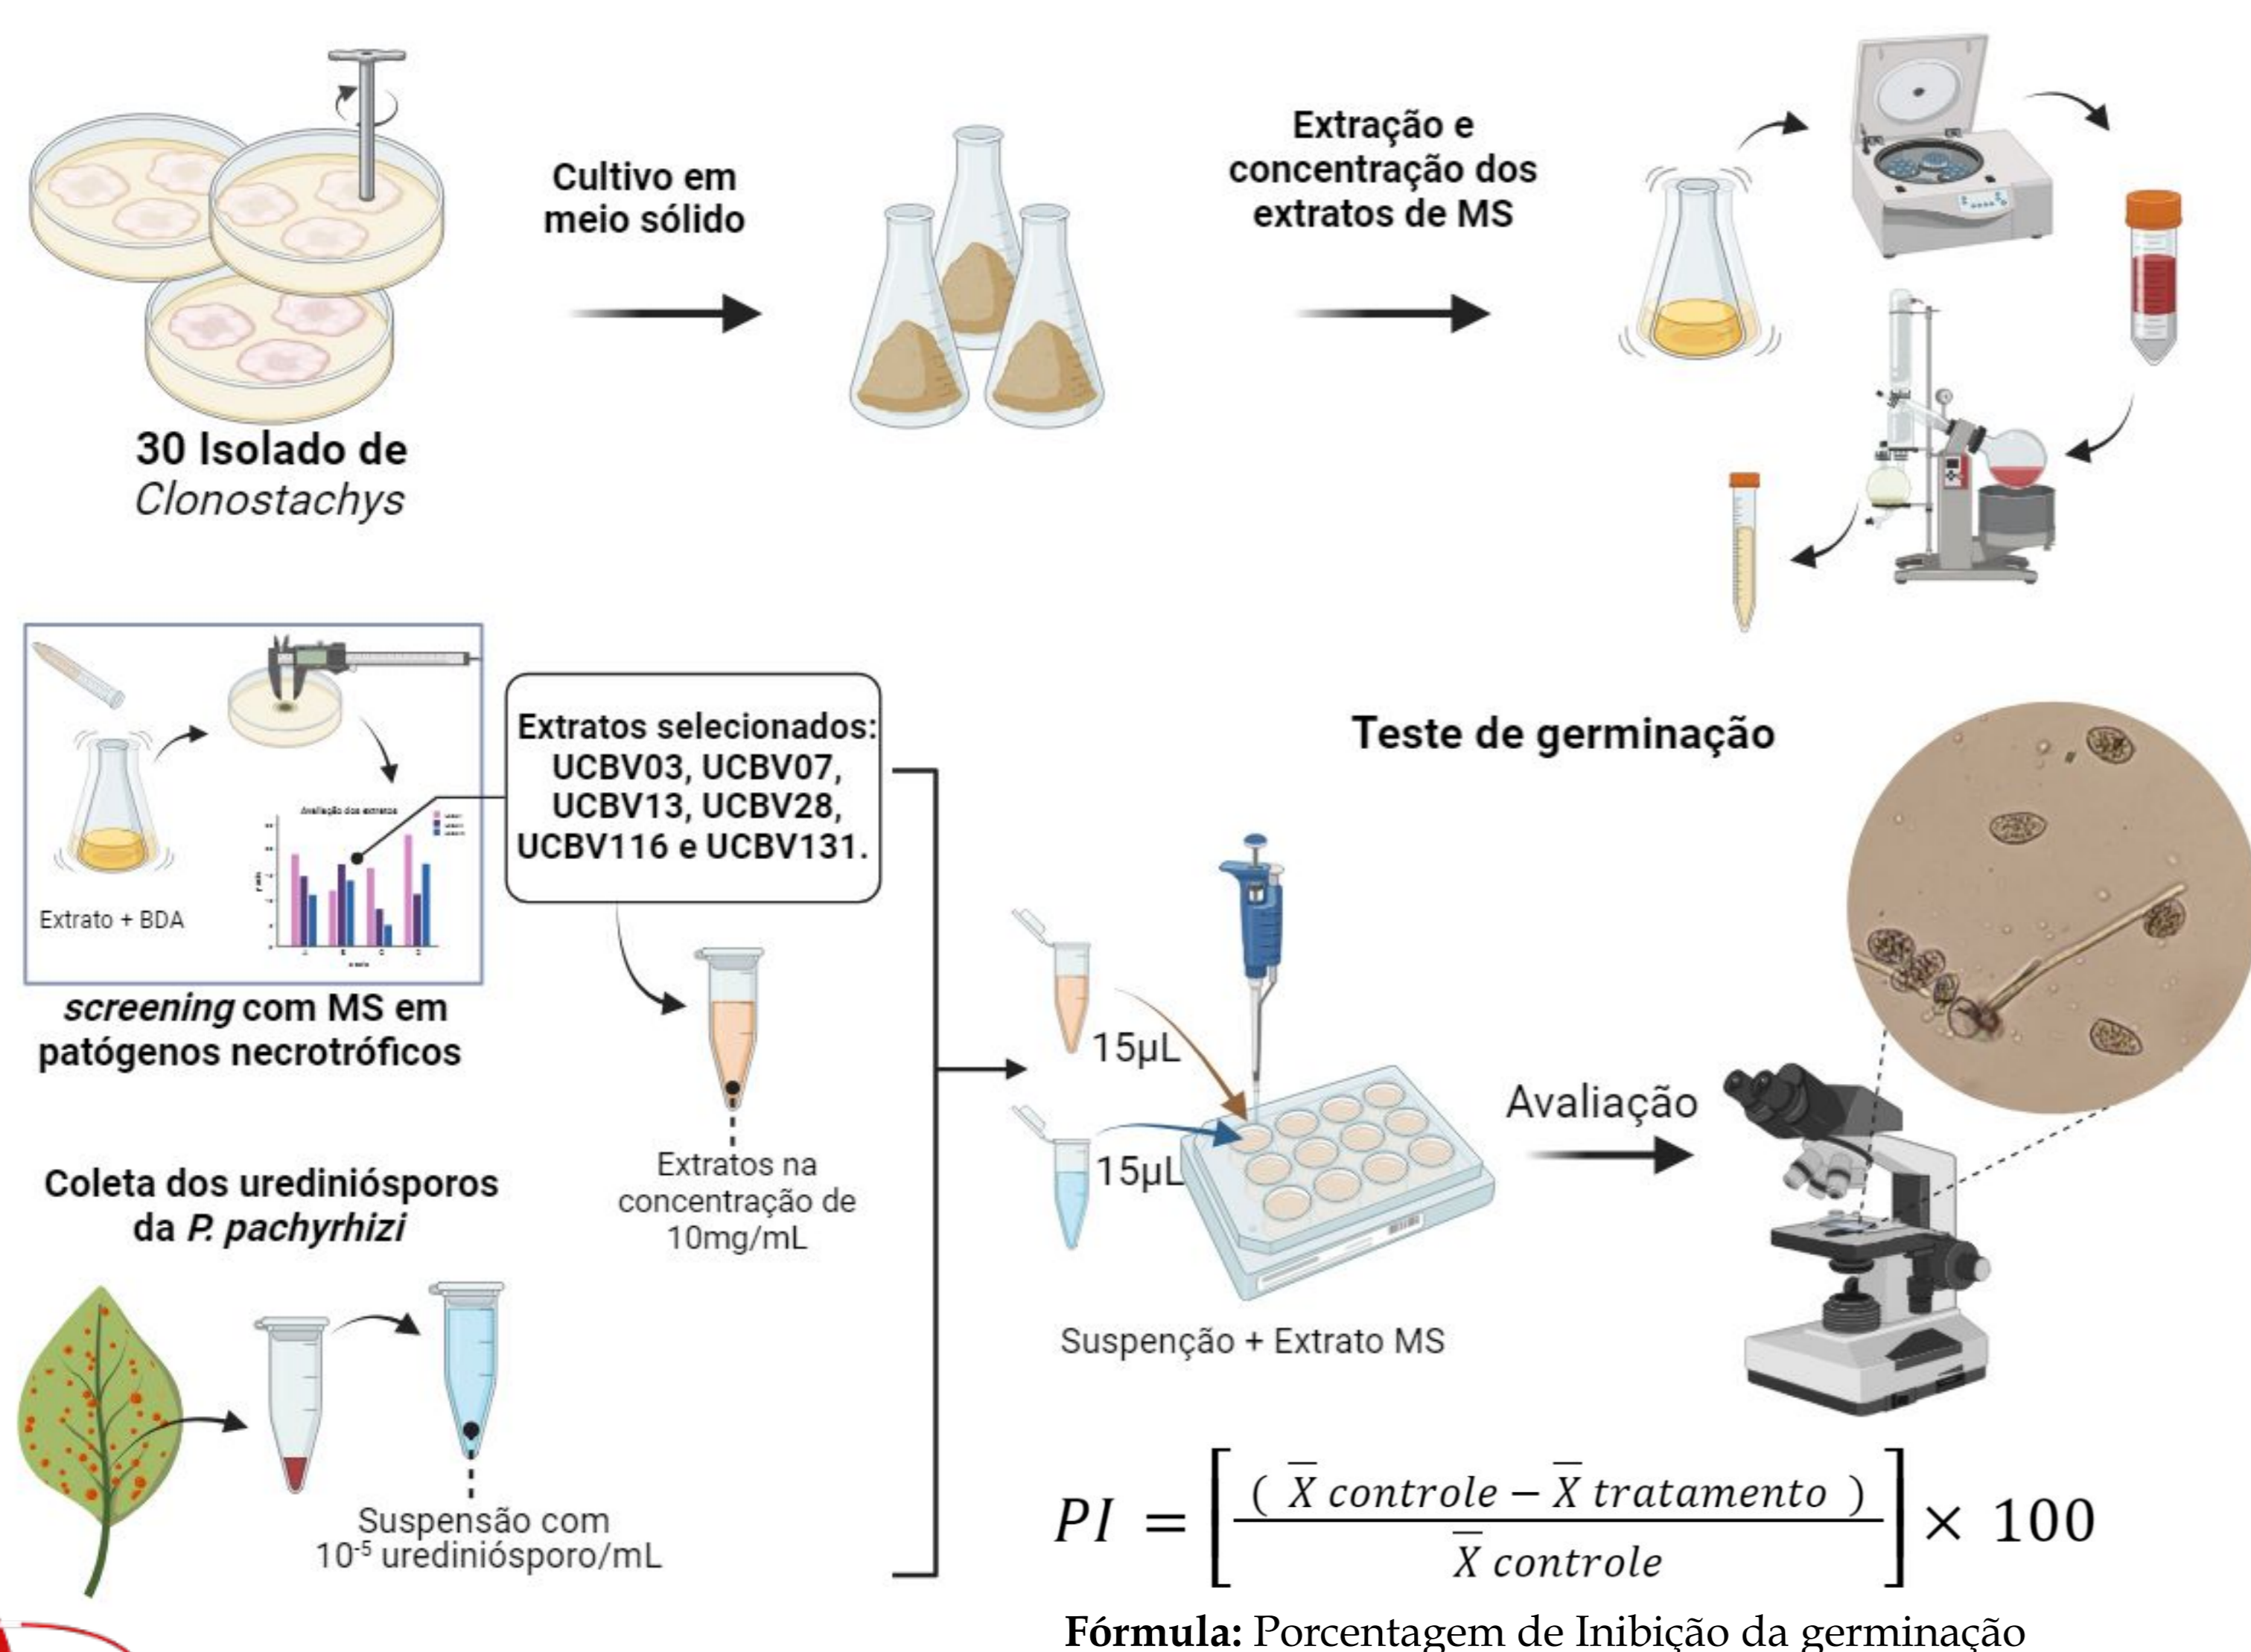 30 Isolado de
Clonostachys
Cultivo em
meio sólido
Extração e
concentração dos
extratos de MS
Avaliação dos extratos
Extrato + BDA
screening com MS em
patógenos necrotróficos
Extratos selecionados:
UCBV03, UCBV07,
UCBV13, UCBV28,
UCBV116 e UCBV131.
Extratos na
concentração de
10mg/mL
Coleta dos urediniósporos
da P. pachyrhizi
Suspensão com
10⁻⁵ urediniósporo/mL
Teste de germinação
15µL
15µL
Suspenção + Extrato MS
Avaliação
PI = [ ( X̅ controle − X̅ tratamento ) / X̅ controle ] × 100
Fórmula: Porcentagem de Inibição da germinação